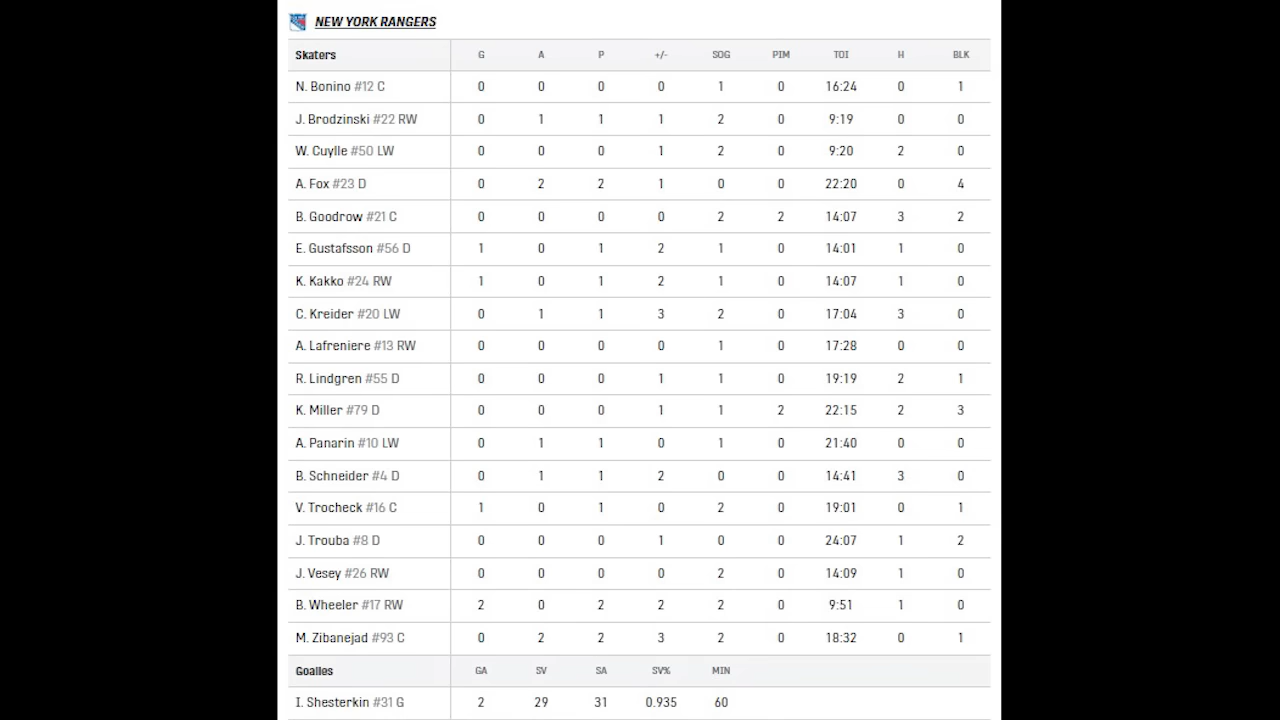 NEW YORK RANGERS
Skaters G A P +/- SOG PIM TOI H BLK
N. Bonino #12 C 0 0 0 0 1 0 16:24 0 1
J. Brodzinski #22 RW 0 1 1 1 2 0 9:19 0 0
W. Cuylle #50 LW 0 0 0 1 2 0 9:20 2 0
A. Fox #23 D 0 2 2 1 0 0 22:20 0 4
B. Goodrow #21 C 0 0 0 0 2 2 14:07 3 2
E. Gustafsson #56 D 1 0 1 2 1 0 14:01 1 0
K. Kakko #24 RW 1 0 1 2 1 0 14:07 1 0
C. Kreider #20 LW 0 1 1 3 2 0 17:04 3 0
A. Lafreniere #13 RW 0 0 0 0 1 0 17:28 0 0
R. Lindgren #55 D 0 0 0 1 1 0 19:19 2 1
K. Miller #79 D 0 0 0 1 1 2 22:15 2 3
A. Panarin #10 LW 0 1 1 0 1 0 21:40 0 0
B. Schneider #4 D 0 1 1 2 0 0 14:41 3 0
V. Trocheck #16 C 1 0 1 0 2 0 19:01 0 1
J. Trouba #8 D 0 0 0 1 0 0 24:07 1 2
J. Vesey #26 RW 0 0 0 0 2 0 14:09 1 0
B. Wheeler #17 RW 2 0 2 2 2 0 9:51 1 0
M. Zibanejad #93 C 0 2 2 3 2 0 18:32 0 1
Goalies GA SV SA SV% MIN
I. Shesterkin #31 G 2 29 31 0.935 60